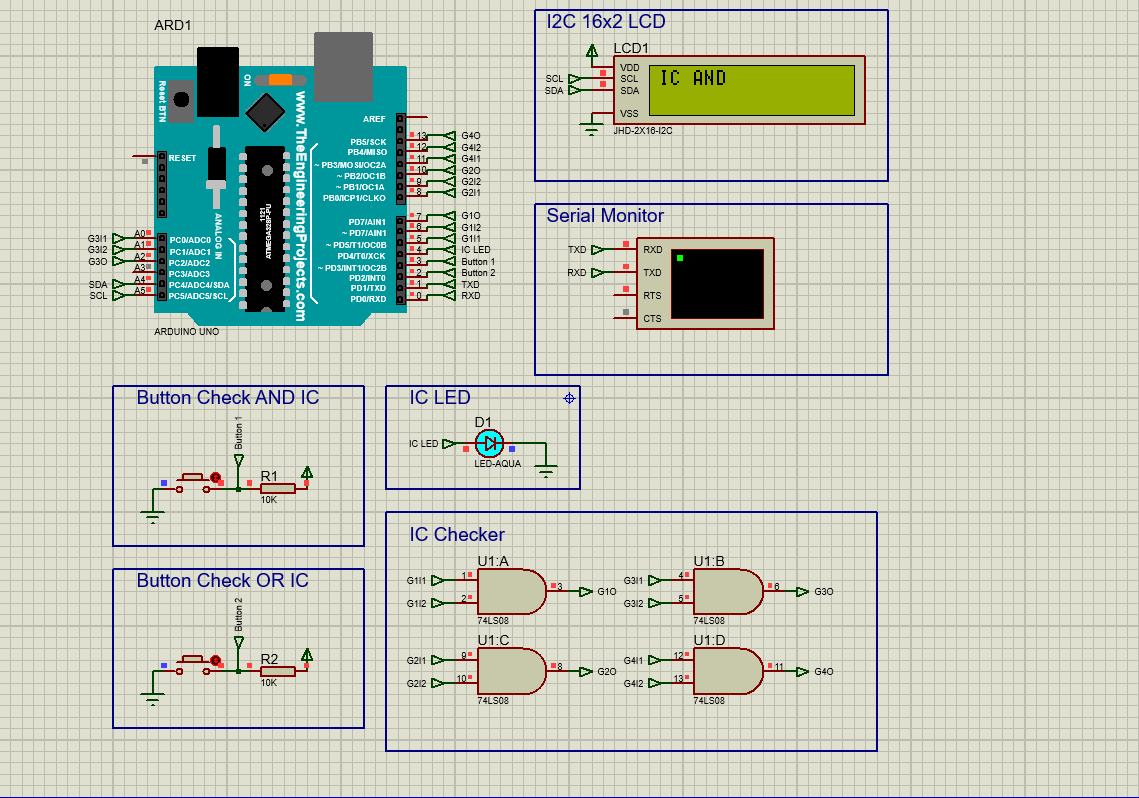 ARD1
ON
Reset BTN
www.TheEngineeringProjects.com
1121
ATMEGA328P-PU
ANALOG IN
RESET
AREF
PB5/SCK 13 G4O
PB4/MISO 12 G4I2
~ PB3/MOSI/OC2A 11 G4I1
~ PB2/OC1B 10 G2O
~ PB1/OC1A 9 G2I2
PB0/ICP1/CLKO 8 G2I1
PD7/AIN1 7 G1O
~ PD7/AIN1 6 G1I2
~ PD5/T1/OC0B 5 G1I1
PD4/T0/XCK 4 IC LED
~ PD3/INT1/OC2B 3 Button 1
PD2/INT0 2 Button 2
PD1/TXD 1 TXD
PD0/RXD 0 RXD
G3I1 A0 PC0/ADC0
G3I2 A1 PC1/ADC1
G3O A2 PC2/ADC2
A3 PC3/ADC3
SDA A4 PC4/ADC4/SDA
SCL A5 PC5/ADC5/SCL
ARDUINO UNO
I2C 16x2 LCD
LCD1
VDD
SCL SCL
SDA SDA
VSS
IC AND
JHD-2X16-I2C
Serial Monitor
TXD RXD
RXD TXD
RTS
CTS
Button Check AND IC
Button 1
R1
10K
IC LED
D1
IC LED
LED-AQUA
Button Check OR IC
Button 2
R2
10K
IC Checker
U1:A
G1I1 1
G1I2 2
3 G1O
74LS08
U1:B
G3I1 4
G3I2 5
6 G3O
74LS08
U1:C
G2I1 9
G2I2 10
8 G2O
74LS08
U1:D
G4I1 12
G4I2 13
11 G4O
74LS08